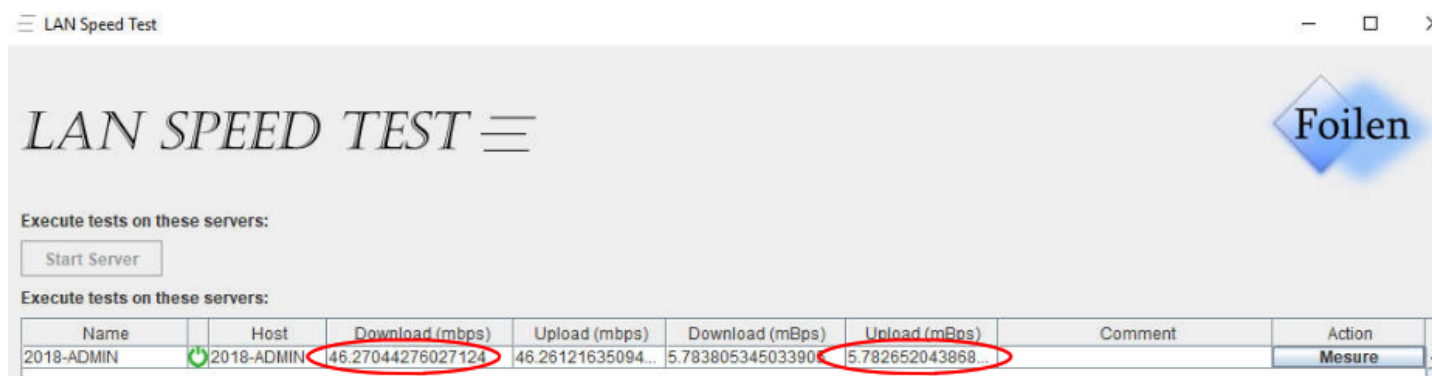 LAN Speed Test
LAN SPEED TEST
Foilen
Execute tests on these servers:
Start Server
Execute tests on these servers:
Name Host Download (mbps) Upload (mbps) Download (mBps) Upload (mBps) Comment Action
2018-ADMIN 2018-ADMIN 46.27044276027124 46.26121635094... 5.783805345033905 5.782652043868... Mesure